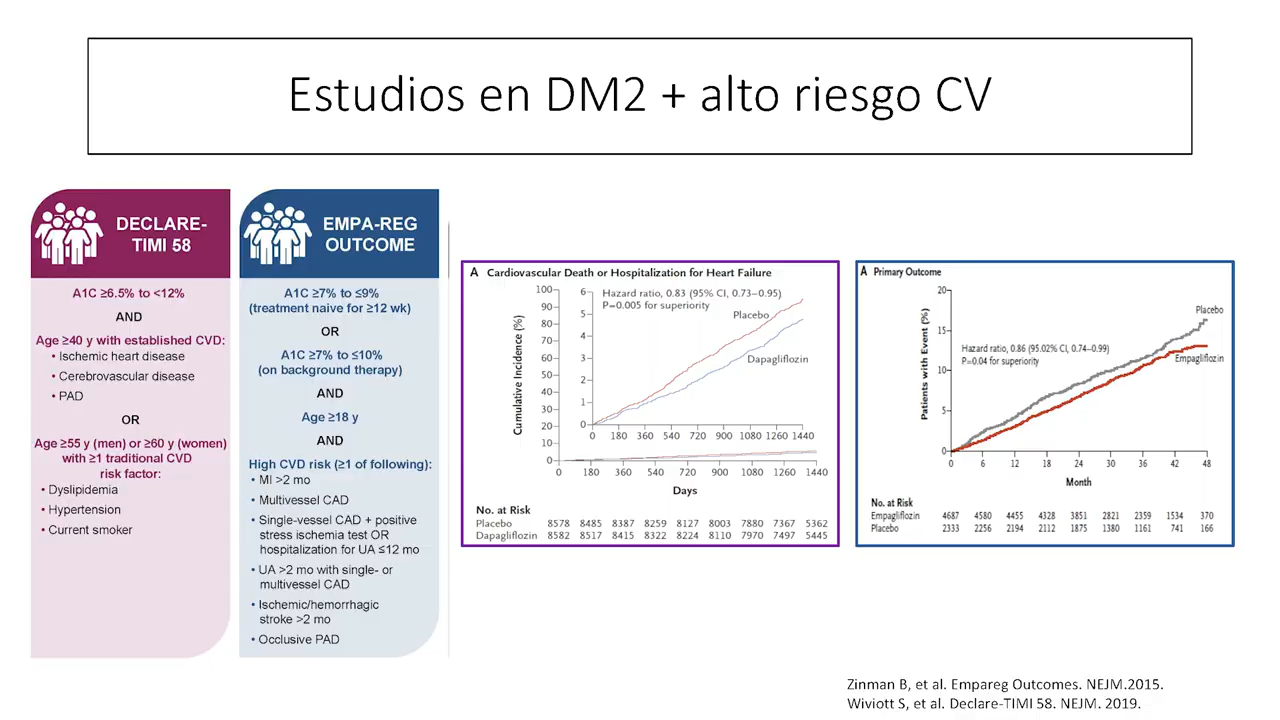 Estudios en DM2 + alto riesgo CV
DECLARE-
TIMI 58
A1C ≥6.5% to <12%
AND
Age ≥40 y with established CVD:
• Ischemic heart disease
• Cerebrovascular disease
• PAD
OR
Age ≥55 y (men) or ≥60 y (women)
with ≥1 traditional CVD
risk factor:
• Dyslipidemia
• Hypertension
• Current smoker
EMPA-REG
OUTCOME
A1C ≥7% to ≤9%
(treatment naive for ≥12 wk)
OR
A1C ≥7% to ≤10%
(on background therapy)
AND
Age ≥18 y
AND
High CVD risk (≥1 of following):
• MI >2 mo
• Multivessel CAD
• Single-vessel CAD + positive
stress ischemia test OR
hospitalization for UA ≤12 mo
• UA >2 mo with single- or
multivessel CAD
• Ischemic/hemorrhagic
stroke >2 mo
• Occlusive PAD
A Cardiovascular Death or Hospitalization for Heart Failure
Cumulative Incidence (%)
100
90
80
70
60
50
40
30
20
10
0
6
5
4
3
2
1
0
Hazard ratio, 0.83 (95% CI, 0.73–0.95)
P=0.005 for superiority
Placebo
Dapagliflozin
0 180 360 540 720 900 1080 1260 1440
0 180 360 540 720 900 1080 1260 1440
Days
No. at Risk
Placebo 8578 8485 8387 8259 8127 8003 7880 7367 5362
Dapagliflozin 8582 8517 8415 8322 8224 8110 7970 7497 5445
A Primary Outcome
Patients with Event (%)
20
15
10
5
0
Placebo
Hazard ratio, 0.86 (95.02% CI, 0.74–0.99)
P=0.04 for superiority
Empagliflozin
0 6 12 18 24 30 36 42 48
Month
No. at Risk
Empagliflozin 4687 4580 4455 4328 3851 2821 2359 1534 370
Placebo 2333 2256 2194 2112 1875 1380 1161 741 166
Zinman B, et al. Empareg Outcomes. NEJM.2015.
Wiviott S, et al. Declare-TIMI 58. NEJM. 2019.